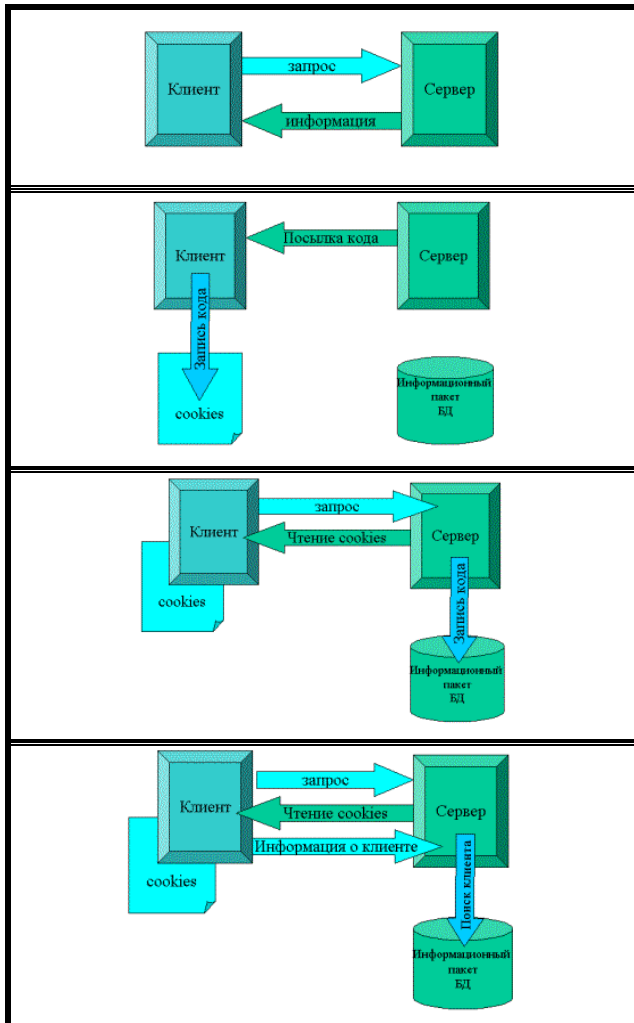 запрос
Клиент
Сервер
информация
Посылка кода
Клиент
Сервер
Запись кода
cookies
Информационный
пакет
БД
запрос
Клиент
Чтение cookies
Сервер
cookies
Запись кода
Информационный
пакет
БД
запрос
Клиент
Чтение cookies
Сервер
Информация о клиенте
cookies
Поиск клиента
Информационный
пакет
БД